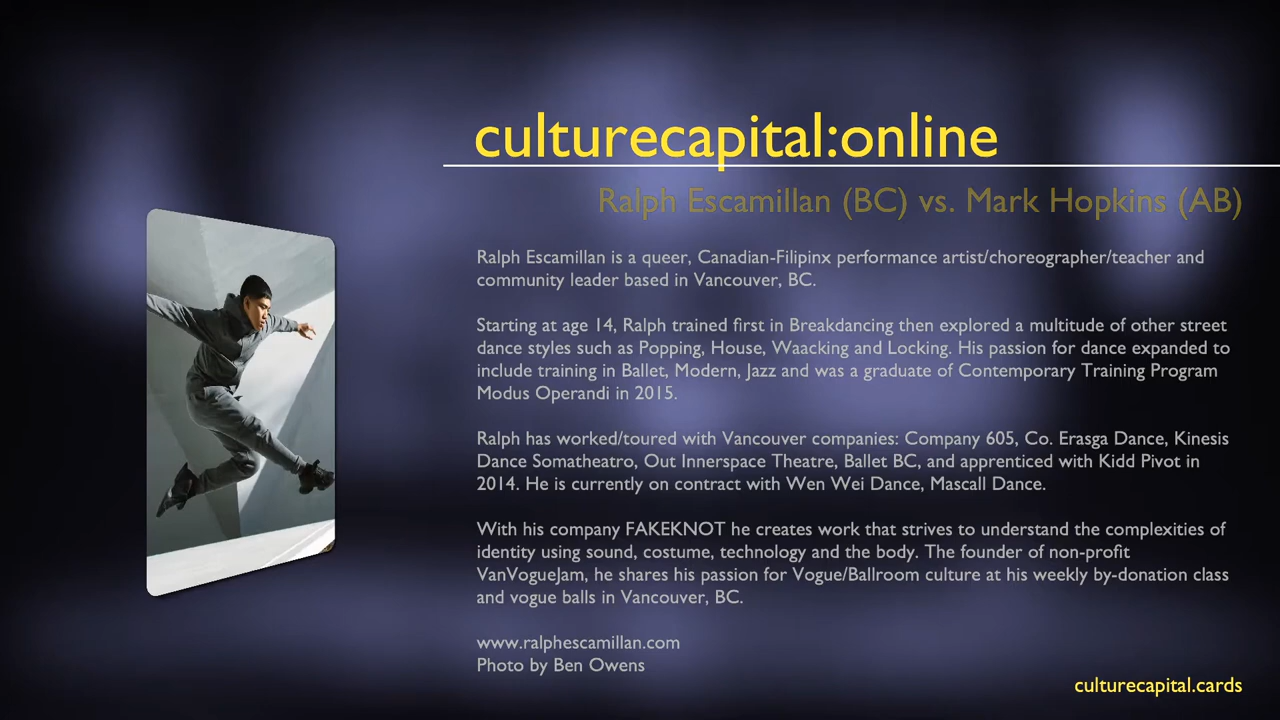 culturecapital:online
Ralph Escamillan (BC) vs. Mark Hopkins (AB)
Ralph Escamillan is a queer, Canadian-Filipinx performance artist/choreographer/teacher and
community leader based in Vancouver, BC.
Starting at age 14, Ralph trained first in Breakdancing then explored a multitude of other street
dance styles such as Popping, House, Waacking and Locking. His passion for dance expanded to
include training in Ballet, Modern, Jazz and was a graduate of Contemporary Training Program
Modus Operandi in 2015.
Ralph has worked/toured with Vancouver companies: Company 605, Co. Erasga Dance, Kinesis
Dance Somatheatro, Out Innerspace Theatre, Ballet BC, and apprenticed with Kidd Pivot in
2014. He is currently on contract with Wen Wei Dance, Mascall Dance.
With his company FAKEKNOT he creates work that strives to understand the complexities of
identity using sound, costume, technology and the body. The founder of non-profit
VanVogueJam, he shares his passion for Vogue/Ballroom culture at his weekly by-donation class
and vogue balls in Vancouver, BC.
www.ralphescamillan.com
Photo by Ben Owens
culturecapital.cards